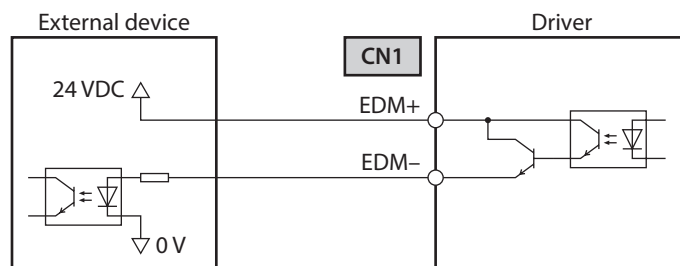 External device
Driver
CN1
24 VDC
EDM+
EDM–
0 V